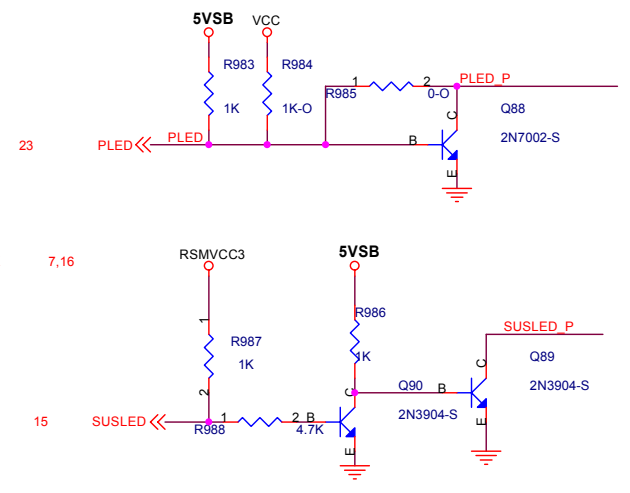 5VSB
VCC
R983
R984
1K
1K-O
1
2
R985
0-O
PLED_P
C
Q88
2N7002-S
23
PLED
PLED
B
E
7,16
RSMVCC3
5VSB
1
R987
1K
2
R986
1K
SUSLED_P
C
Q89
C
Q90
B
2N3904-S
2N3904-S
15
SUSLED
1
2
B
R988
4.7K
E
E